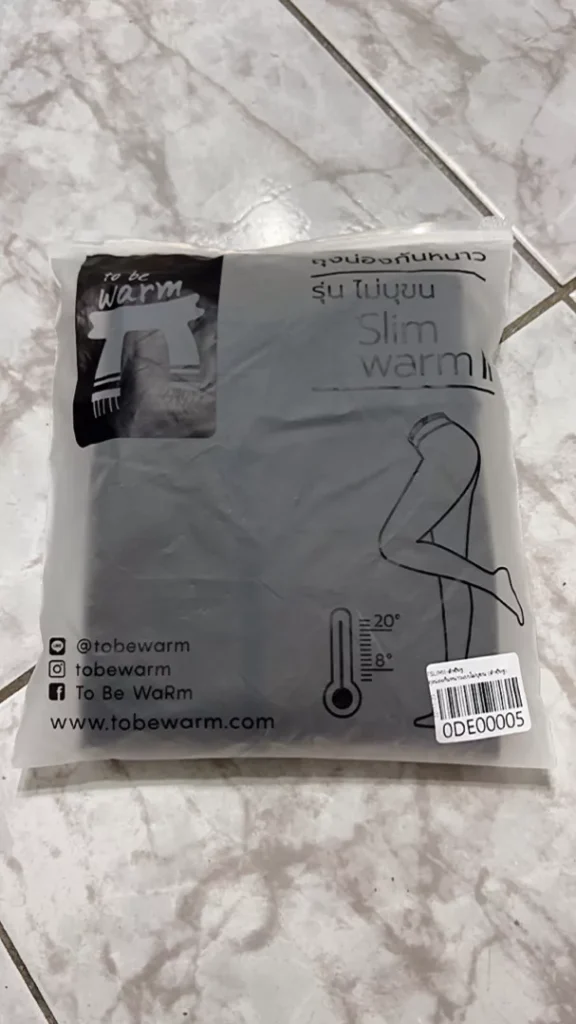 to be
warm
ถุงน่องกันหนาว
รุ่น ไม่บุขน
Slim
warm
20°
8°
@tobewarm
tobewarm
To Be WaRm
www.tobewarm.com
0DE00005